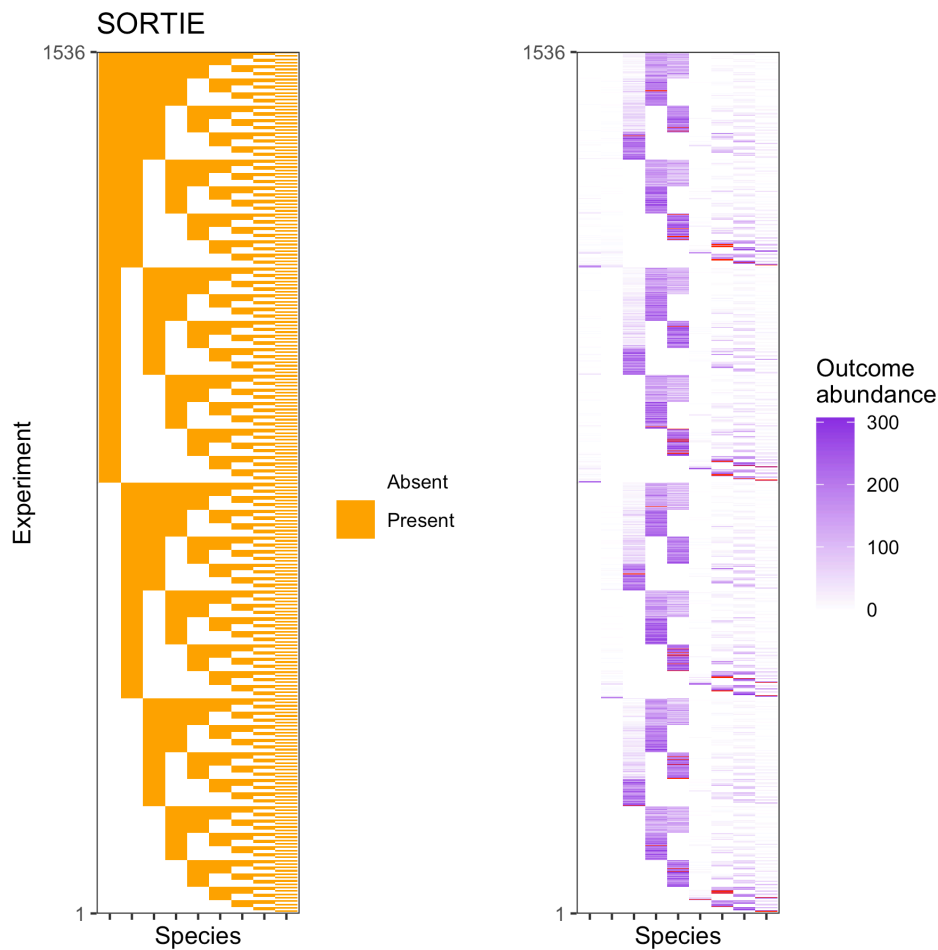 SORTIE
1536
1
Experiment
Species
Absent
Present
1536
1
Species
Outcome
abundance
300
200
100
0